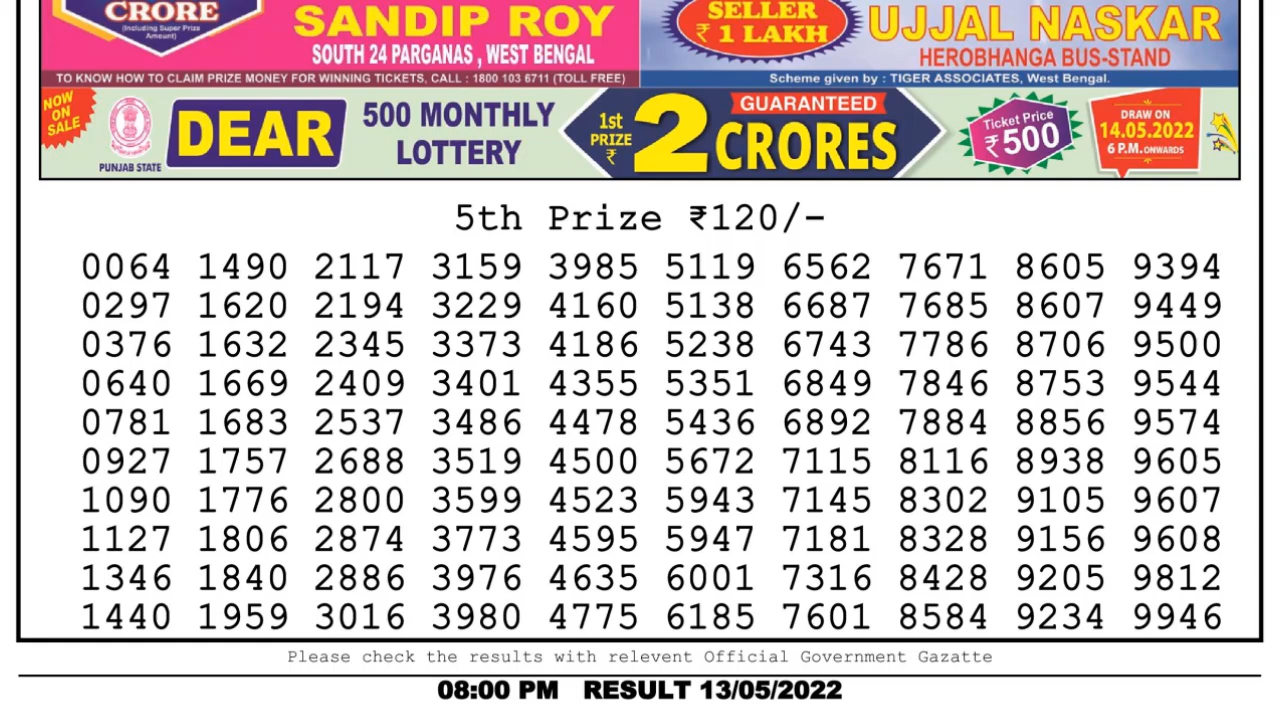 CRORE
(Including Super Prize
Amount)
SANDIP ROY
SOUTH 24 PARGANAS , WEST BENGAL
SELLER
₹ 1 LAKH
UJJAL NASKAR
HEROBHANGA BUS-STAND
TO KNOW HOW TO CLAIM PRIZE MONEY FOR WINNING TICKETS, CALL : 1800 103 6711 (TOLL FREE)
Scheme given by : TIGER ASSOCIATES, West Bengal.
NOW
ON
SALE
PUNJAB STATE
DEAR
500 MONTHLY
LOTTERY
1st
PRIZE
₹
2
GUARANTEED
CRORES
Ticket Price
₹500
DRAW ON
14.05.2022
6 P.M. ONWARDS
5th Prize ₹120/-
0064 1490 2117 3159 3985 5119 6562 7671 8605 9394
0297 1620 2194 3229 4160 5138 6687 7685 8607 9449
0376 1632 2345 3373 4186 5238 6743 7786 8706 9500
0640 1669 2409 3401 4355 5351 6849 7846 8753 9544
0781 1683 2537 3486 4478 5436 6892 7884 8856 9574
0927 1757 2688 3519 4500 5672 7115 8116 8938 9605
1090 1776 2800 3599 4523 5943 7145 8302 9105 9607
1127 1806 2874 3773 4595 5947 7181 8328 9156 9608
1346 1840 2886 3976 4635 6001 7316 8428 9205 9812
1440 1959 3016 3980 4775 6185 7601 8584 9234 9946
Please check the results with relevent Official Government Gazatte
08:00 PM RESULT 13/05/2022